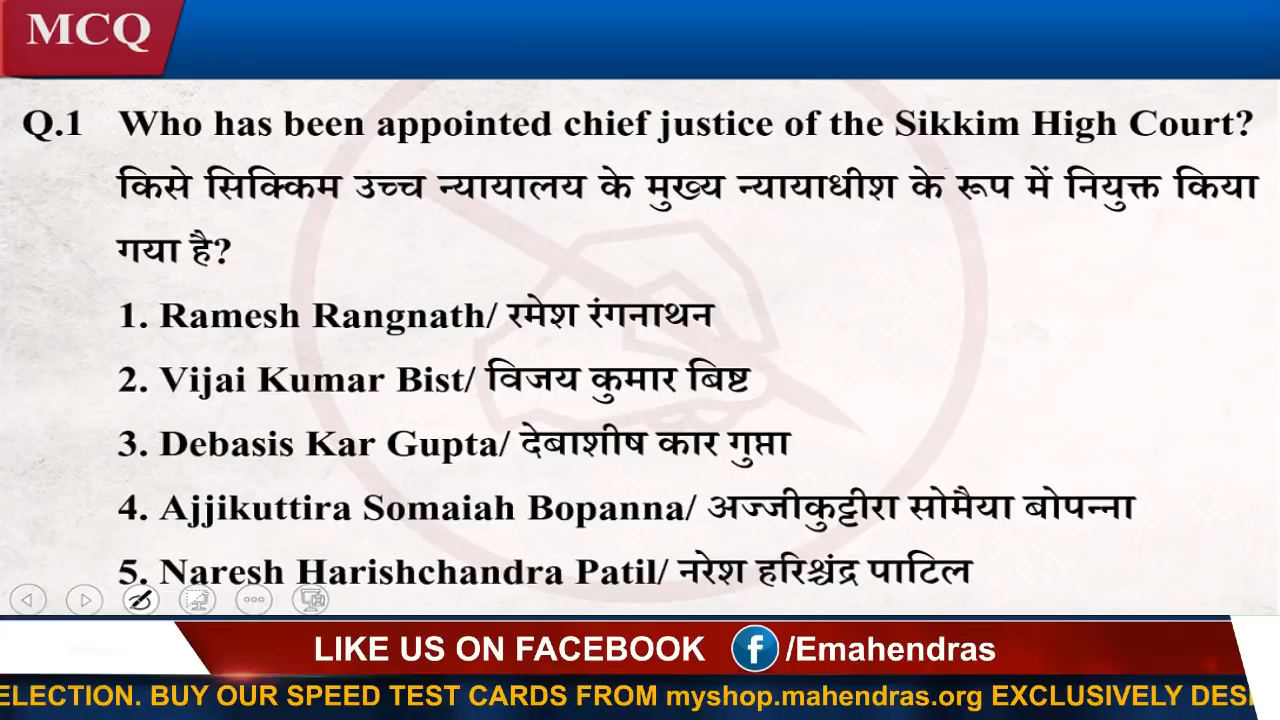 MCQ
Q.1 Who has been appointed chief justice of the Sikkim High Court?
किसे सिक्किम उच्च न्यायालय के मुख्य न्यायाधीश के रूप में नियुक्त किया
गया है?
1. Ramesh Rangnath/ रमेश रंगनाथन
2. Vijai Kumar Bist/ विजय कुमार बिष्ट
3. Debasis Kar Gupta/ देबाशीष कार गुप्ता
4. Ajjikuttira Somaiah Bopanna/ अज्जीकुट्टीरा सोमैया बोपन्ना
5. Naresh Harishchandra Patil/ नरेश हरिश्चंद्र पाटिल
LIKE US ON FACEBOOK f /Emahendras
ELECTION. BUY OUR SPEED TEST CARDS FROM myshop.mahendras.org EXCLUSIVELY DESI